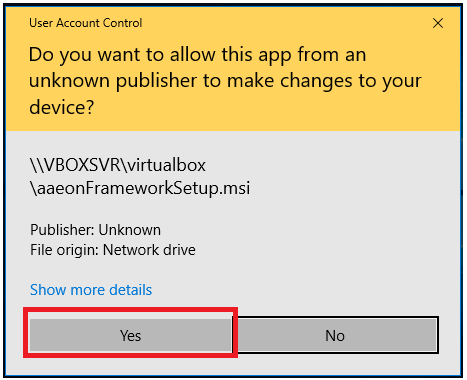 User Account Control
Do you want to allow this app from an
unknown publisher to make changes to your
device?
\\VBOXSVR\virtualbox
\aaeonFrameworkSetup.msi
Publisher: Unknown
File origin: Network drive
Show more details
Yes
No